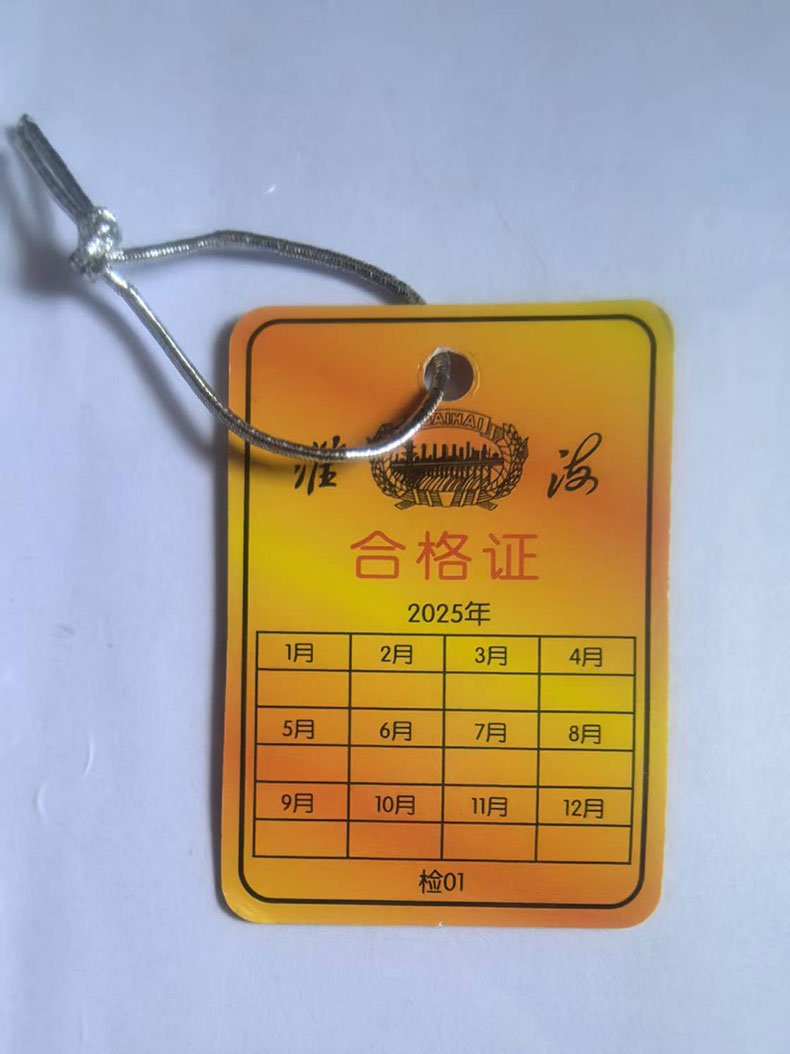 AIHAI
淮 海
合格证
2025年
1月 2月 3月 4月
5月 6月 7月 8月
9月 10月 11月 12月
检01